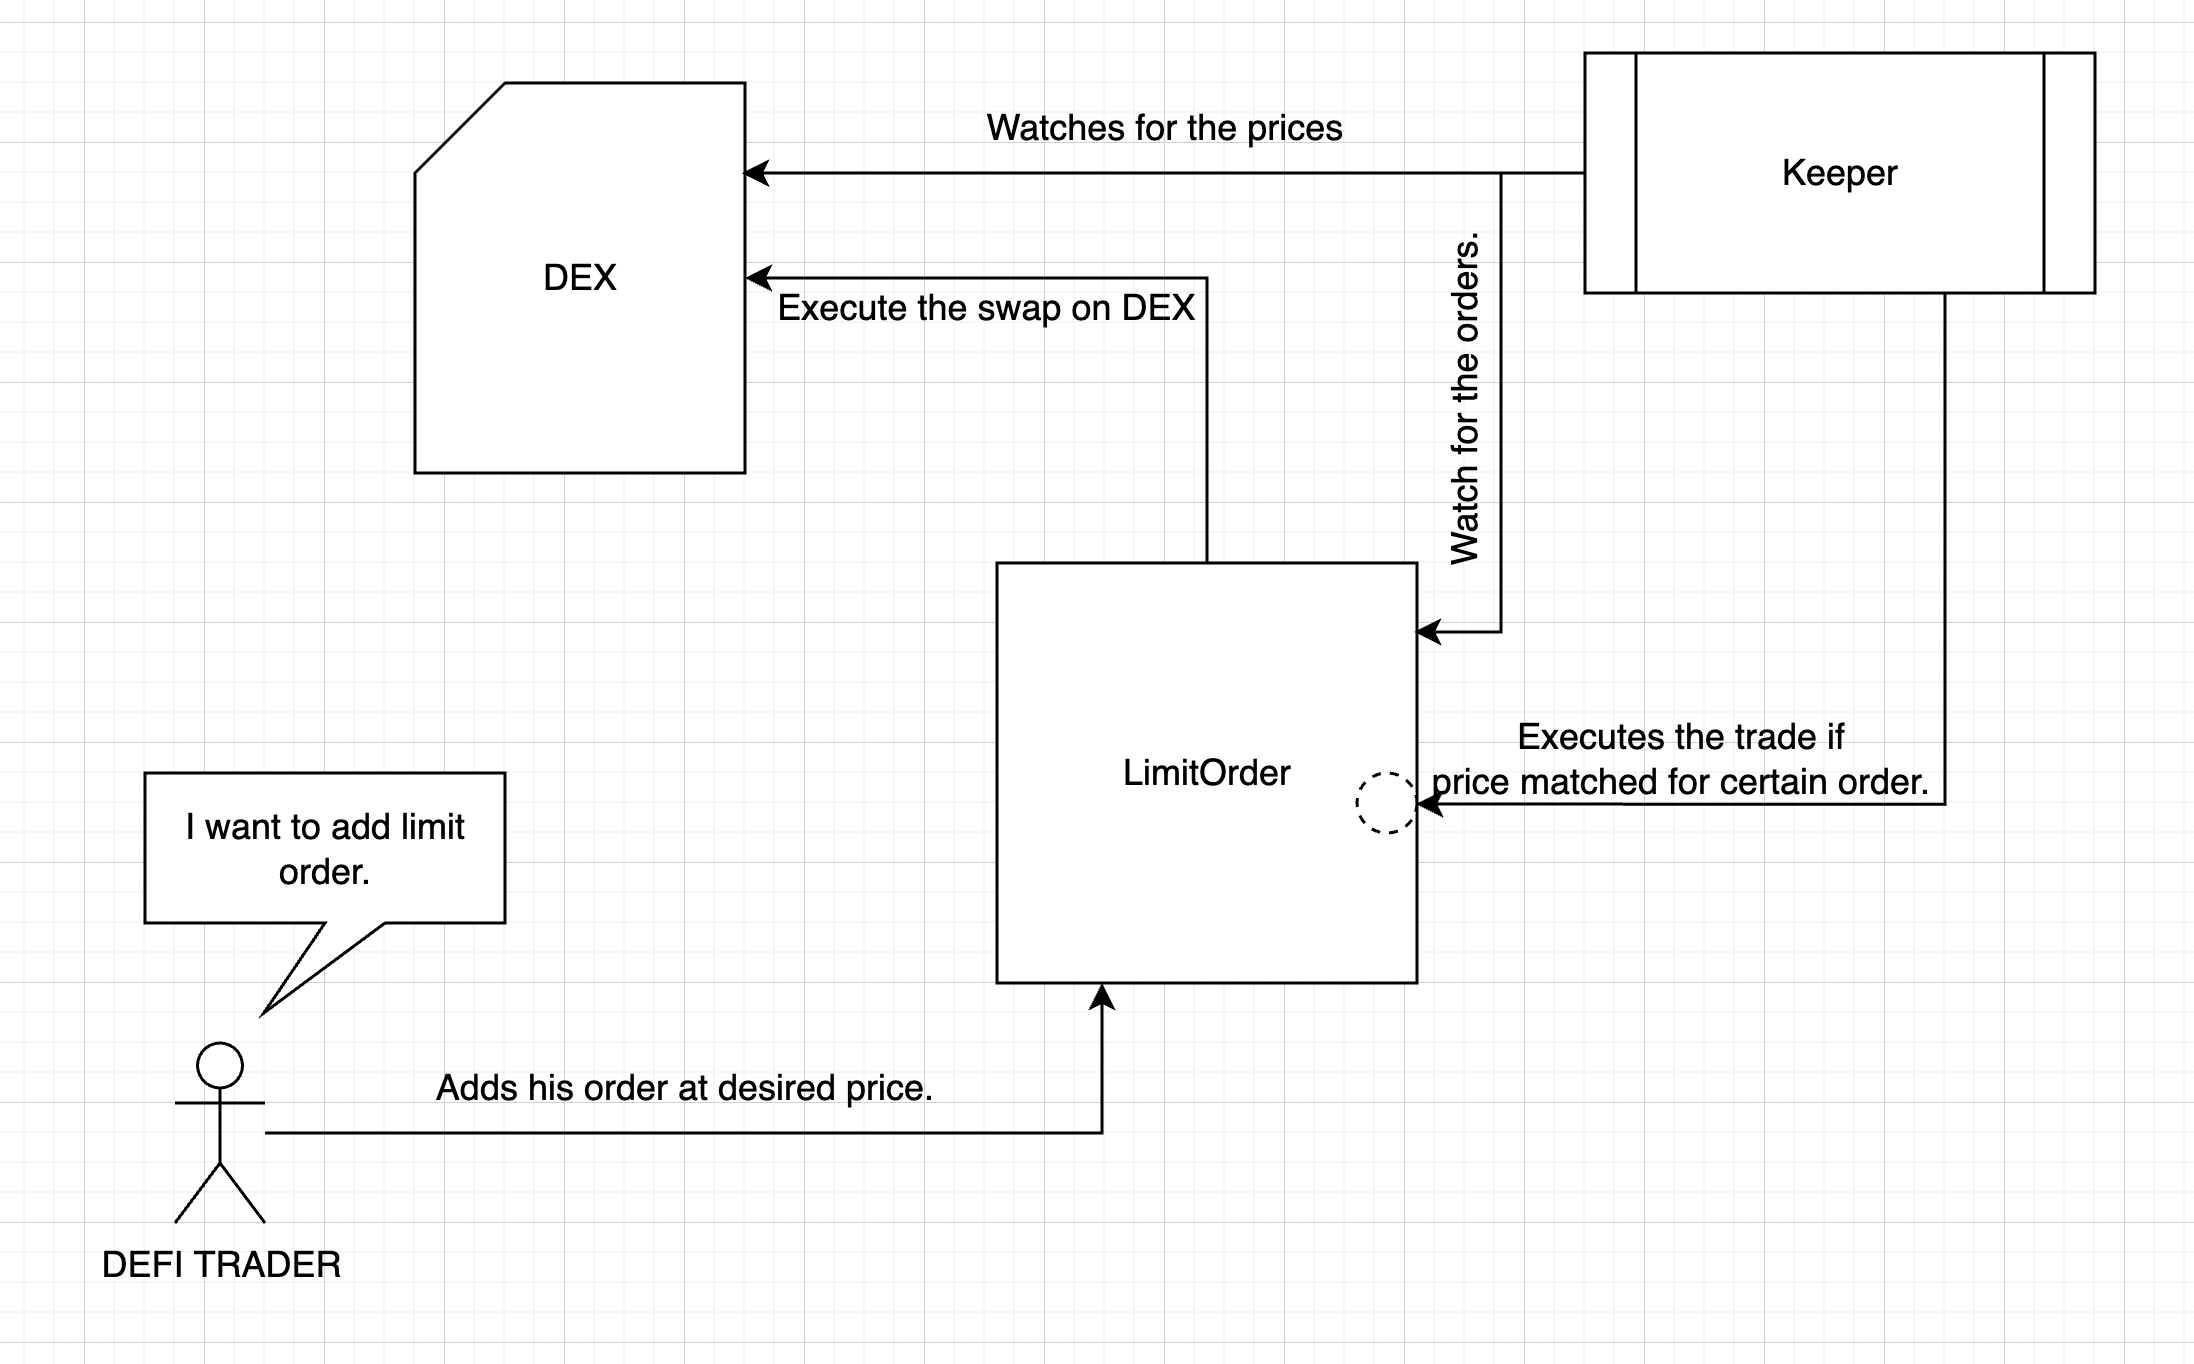 Watches for the prices
Keeper
DEX
Execute the swap on DEX
Watch for the orders.
Executes the trade if
price matched for certain order.
LimitOrder
I want to add limit
order.
Adds his order at desired price.
DEFI TRADER